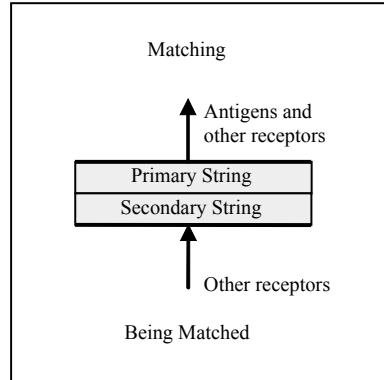 Matching
Antigens and
other receptors
Primary String
Secondary String
Other receptors
Being Matched